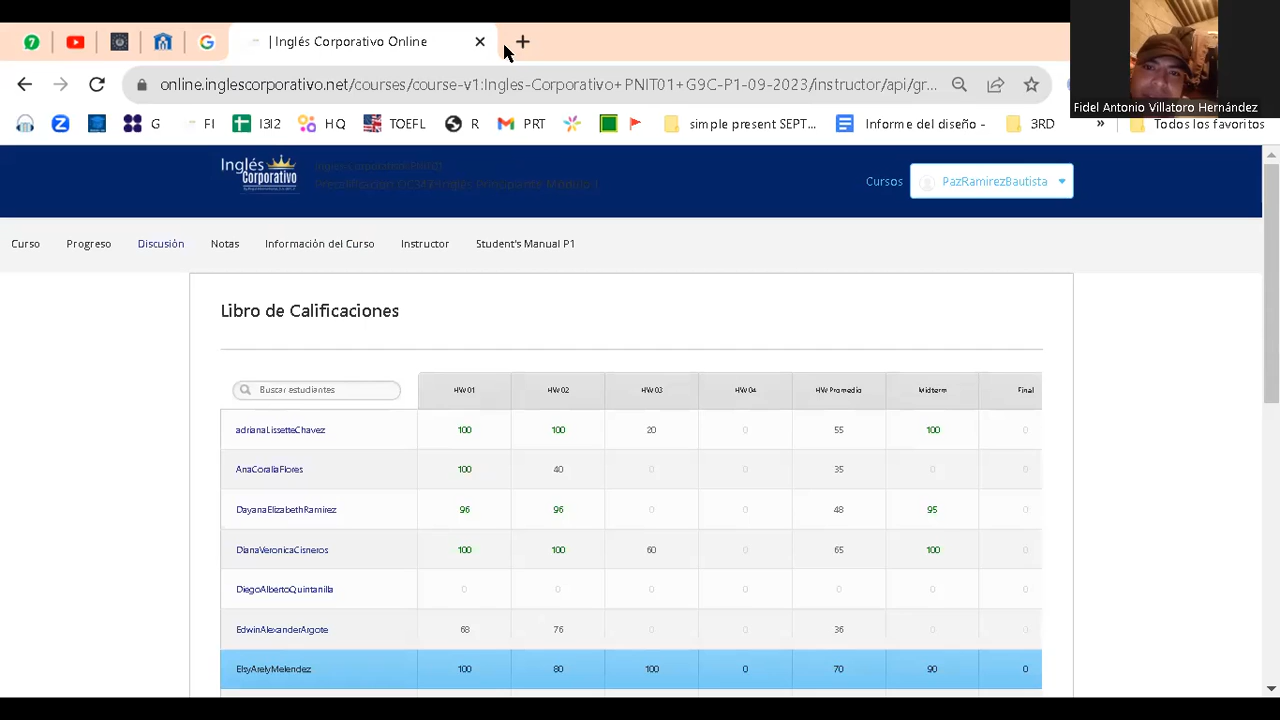 | Inglés Corporativo Online
online.inglescorporativo.net/courses/course-v1:Ingles-Corporativo+PNIT01+G9C-P1-09-2023/instructor/api/gr...
G FI I3I2 HQ TOEFL R PRT simple present SEPT... Informe del diseño - 3RD » Todos los favoritos
Fidel Antonio Villatoro Hernández
Inglés
Corporativo
Cursos PazRamirezBautista
Curso Progreso Discusión Notas Información del Curso Instructor Student's Manual P1
Libro de Calificaciones
Buscar estudiantes HW 01 HW 02 HW 03 HW 04 HW Promedio Midterm Final
adrianaLissetteChavez 100 100 20 0 55 100 0
AnaCoraliaFlores 100 40 0 0 35 0 0
DayanaElizabethRamirez 96 96 0 0 48 95 0
DianaVeronicaCisneros 100 100 60 0 65 100 0
DiegoAlbertoQuintanilla 0 0 0 0 0 0 0
EdwinAlexanderArgote 68 76 0 0 36 0 0
ElsyArelyMelendez 100 80 100 0 70 90 0